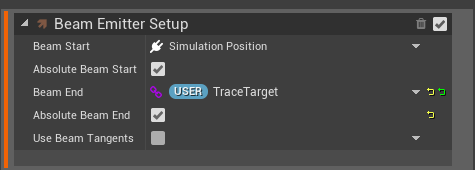 Beam Emitter Setup
Beam Start Simulation Position
Absolute Beam Start
Beam End USER TraceTarget
Absolute Beam End
Use Beam Tangents